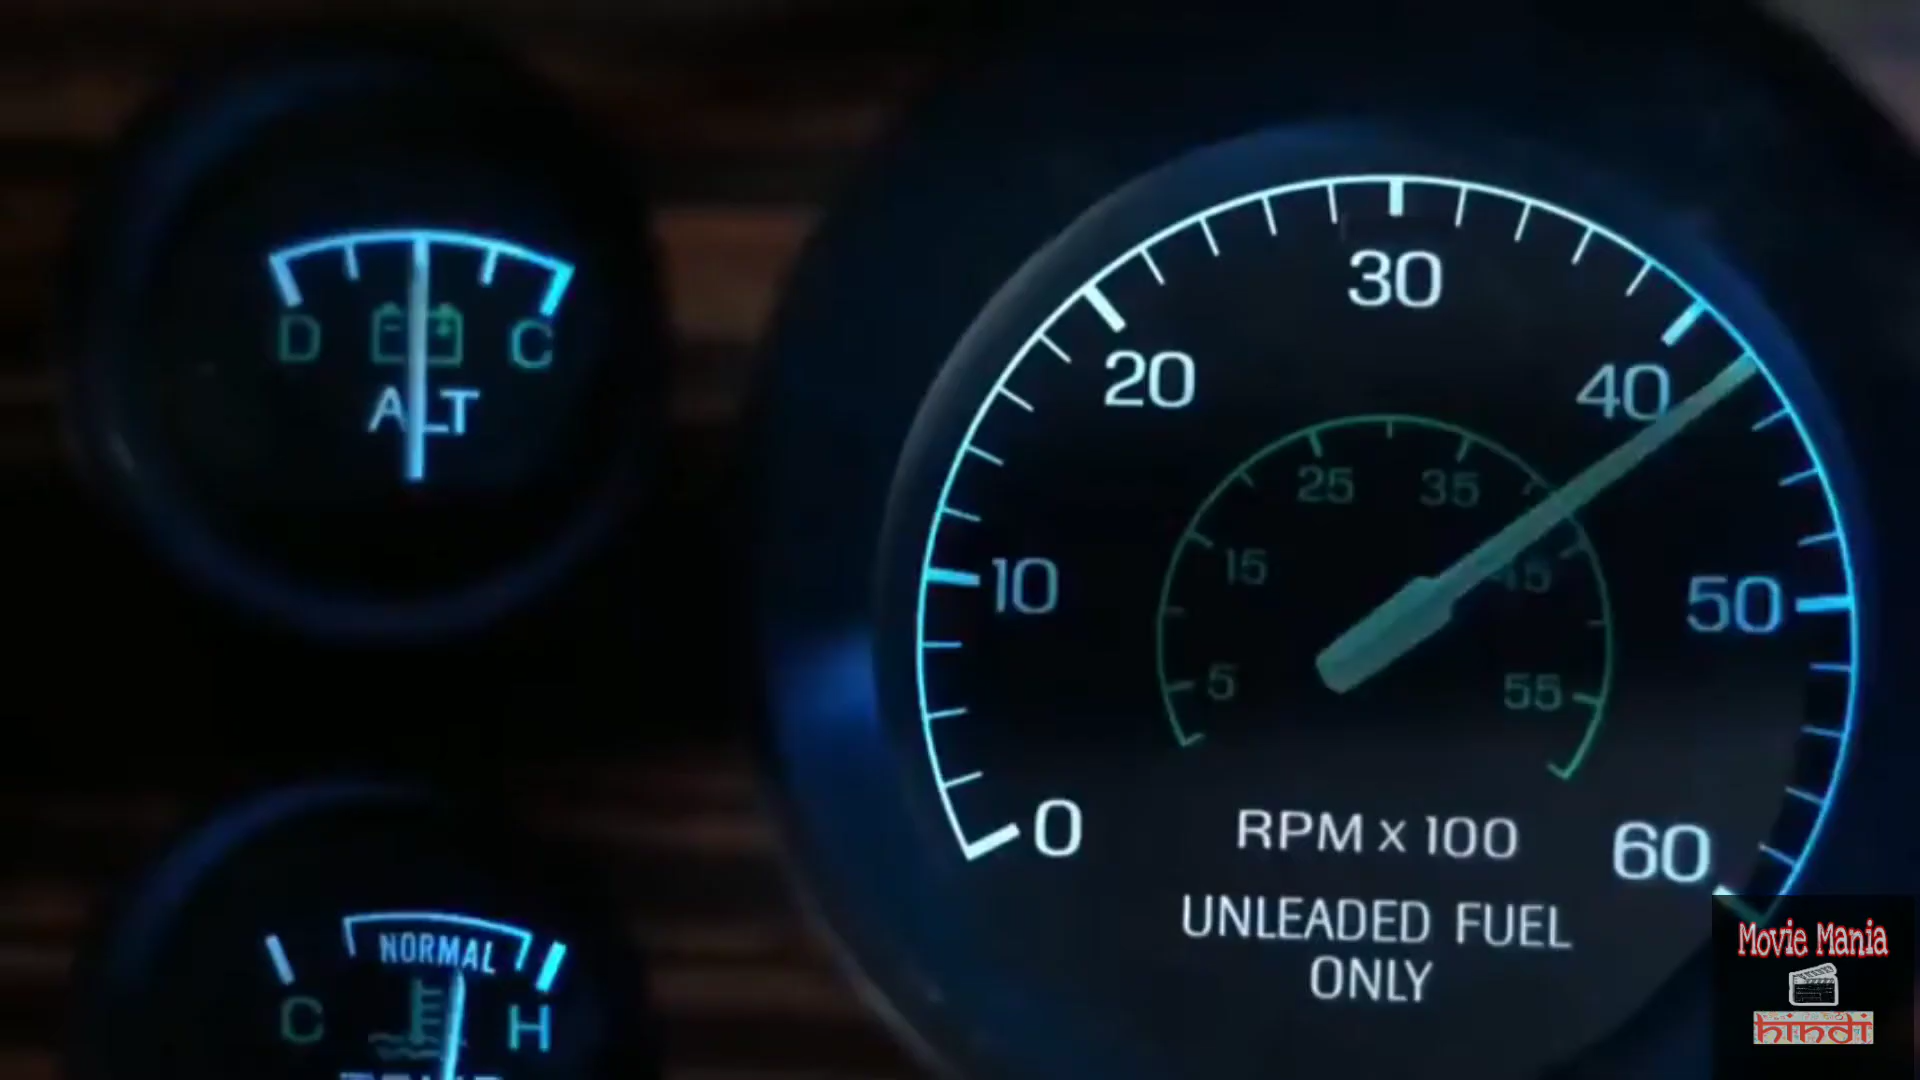 D C
ALT
NORMAL
C H
30
20 40
10 50
0 60
25 35
15 45
5 55
RPM x 100
UNLEADED FUEL
ONLY
Movie Mania
hindi